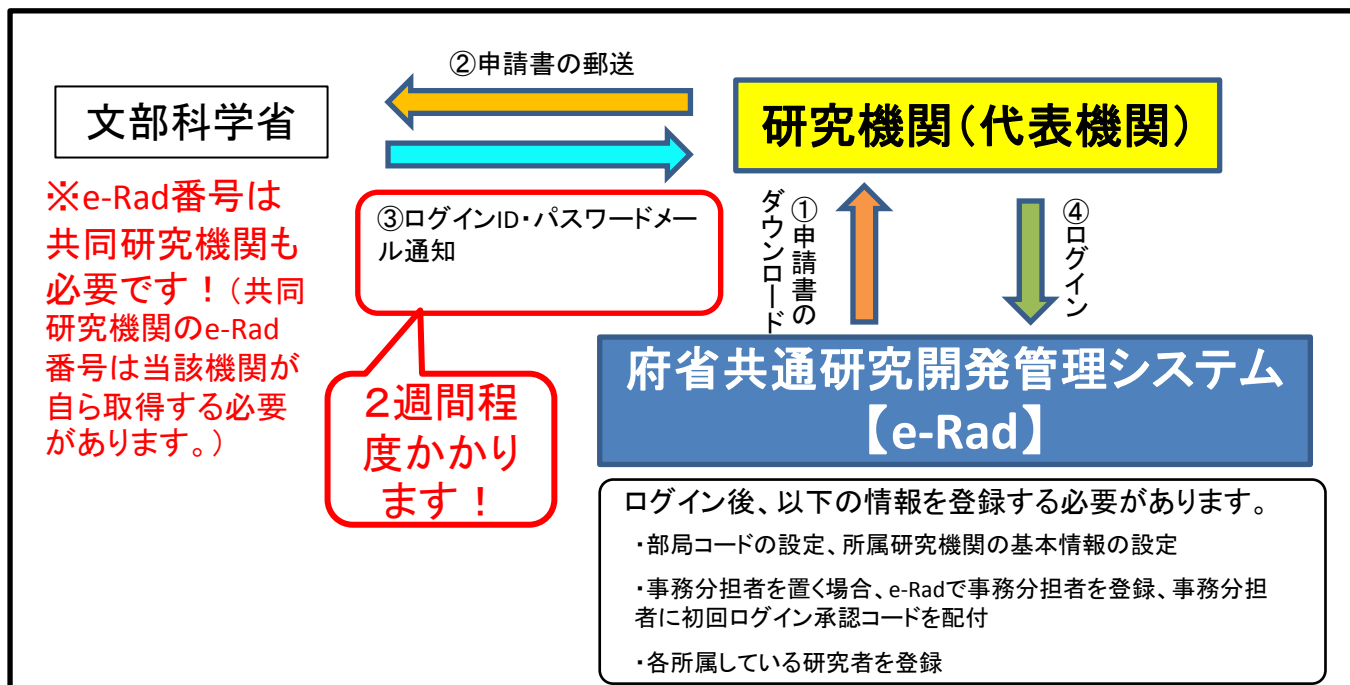 ②申請書の郵送
文部科学省
研究機関（代表機関）
※e-Rad番号は
共同研究機関も
必要です！（共同
研究機関のe-Rad
番号は当該機関が
自ら取得する必要
があります。）
③ログインID・パスワードメー
ル通知
２週間程
度かかり
ます！
①申請書の
ダウンロード
④ログイン
府省共通研究開発管理システム
【e-Rad】
ログイン後、以下の情報を登録する必要があります。
・部局コードの設定、所属研究機関の基本情報の設定
・事務分担者を置く場合、e-Radで事務分担者を登録、事務分担
者に初回ログイン承認コードを配付
・各所属している研究者を登録